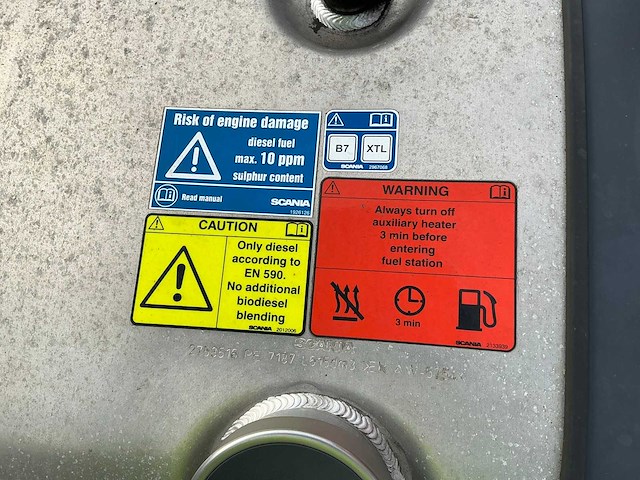 Risk of engine damage
diesel fuel
max. 10 ppm
sulphur content
Read manual
SCANIA
1926126
B7 XTL
SCANIA 2967068
CAUTION
Only diesel
according to
EN 590.
No additional
biodiesel
blending
SCANIA 2012006
WARNING
Always turn off
auxiliary heater
3 min before
entering
fuel station
3 min
SCANIA